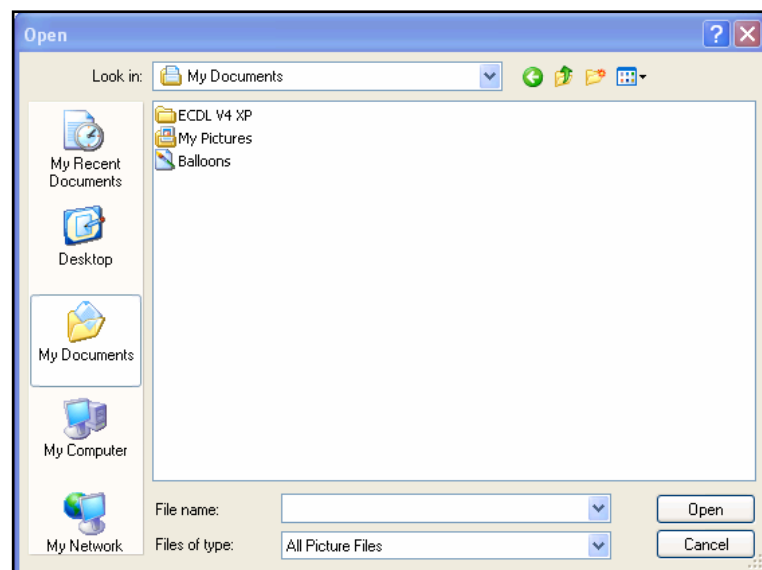 Open
Look in: My Documents
ECDL V4 XP
My Pictures
Balloons
My Recent
Documents
Desktop
My Documents
My Computer
My Network
File name:
Open
Files of type: All Picture Files
Cancel